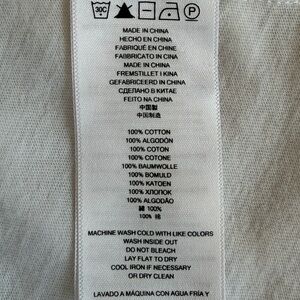 30C P
MADE IN CHINA
HECHO EN CHINA
FABRIQUÉ EN CHINE
FABBRICATO IN CINA
MADE IN CHINA
FREMSTILLET I KINA
GEFABRICEERD IN CHINA
СДЕЛАНО В КИТАЕ
FEITO NA CHINA
中国製
中国制造
100% COTTON
100% ALGODÓN
100% COTON
100% COTONE
100% BAUMWOLLE
100% BOMULD
100% KATOEN
100% ХЛОПОК
100% ALGODÃO
綿 100%
100% 棉
MACHINE WASH COLD WITH LIKE COLORS
WASH INSIDE OUT
DO NOT BLEACH
LAY FLAT TO DRY
COOL IRON IF NECESSARY
OR DRY CLEAN
LAVADO A MÁQUINA CON AGUA FRÍA Y